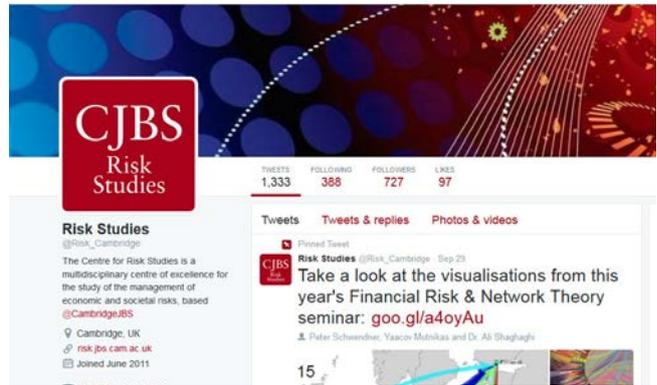 CJBS
Risk
Studies
TWEETS FOLLOWING FOLLOWERS LIKES
1,333 388 727 97
Risk Studies
@Risk_Cambridge
The Centre for Risk Studies is a
multidisciplinary centre of excellence for
the study of the management of
economic and societal risks, based
@CambridgeJBS
Cambridge, UK
risk.jbs.cam.ac.uk
Joined June 2011
Tweets Tweets & replies Photos & videos
Pinned Tweet
CJBS
Risk Studies @Risk_Cambridge · Sep 29
Take a look at the visualisations from this
year's Financial Risk & Network Theory
seminar: goo.gl/a4oyAu
Peter Schwendner, Yaacov Mutnikas and Dr. Ali Shaghaghi
15